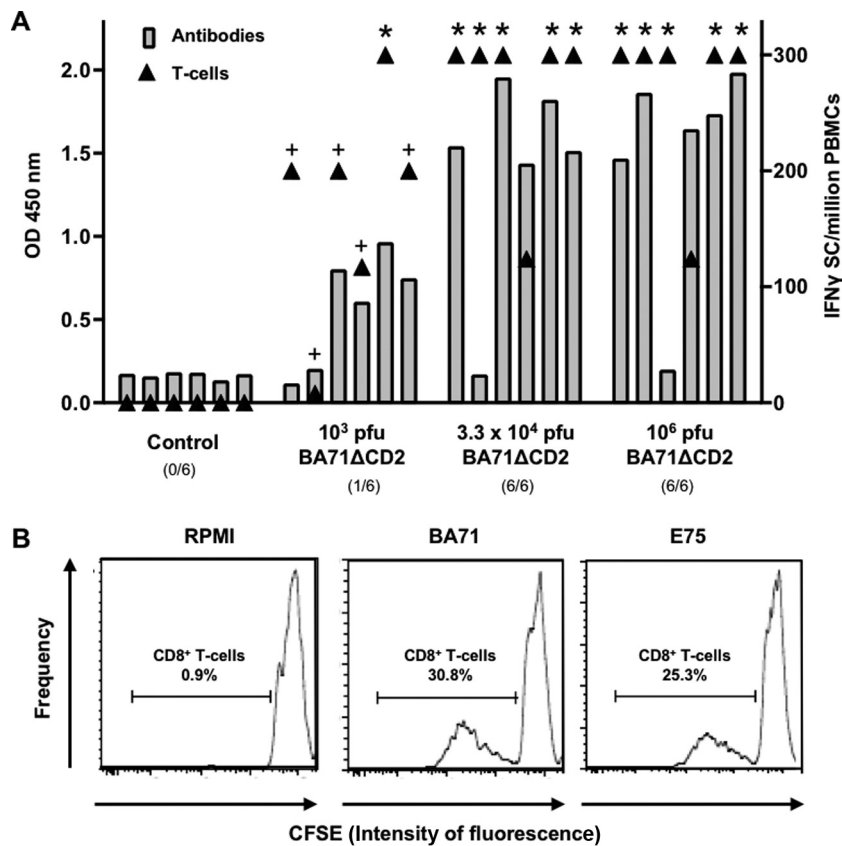 A
Antibodies
T-cells
OD 450 nm
2.0
1.5
1.0
0.5
0.0
IFNγ SC/million PBMCs
300
200
100
0
+ + + + + * * * * * * * * * * *
Control
(0/6)
10³ pfu
BA71ΔCD2
(1/6)
3.3 x 10⁴ pfu
BA71ΔCD2
(6/6)
10⁶ pfu
BA71ΔCD2
(6/6)
B
RPMI
BA71
E75
Frequency
CD8⁺ T-cells
0.9%
CD8⁺ T-cells
30.8%
CD8⁺ T-cells
25.3%
CFSE (Intensity of fluorescence)